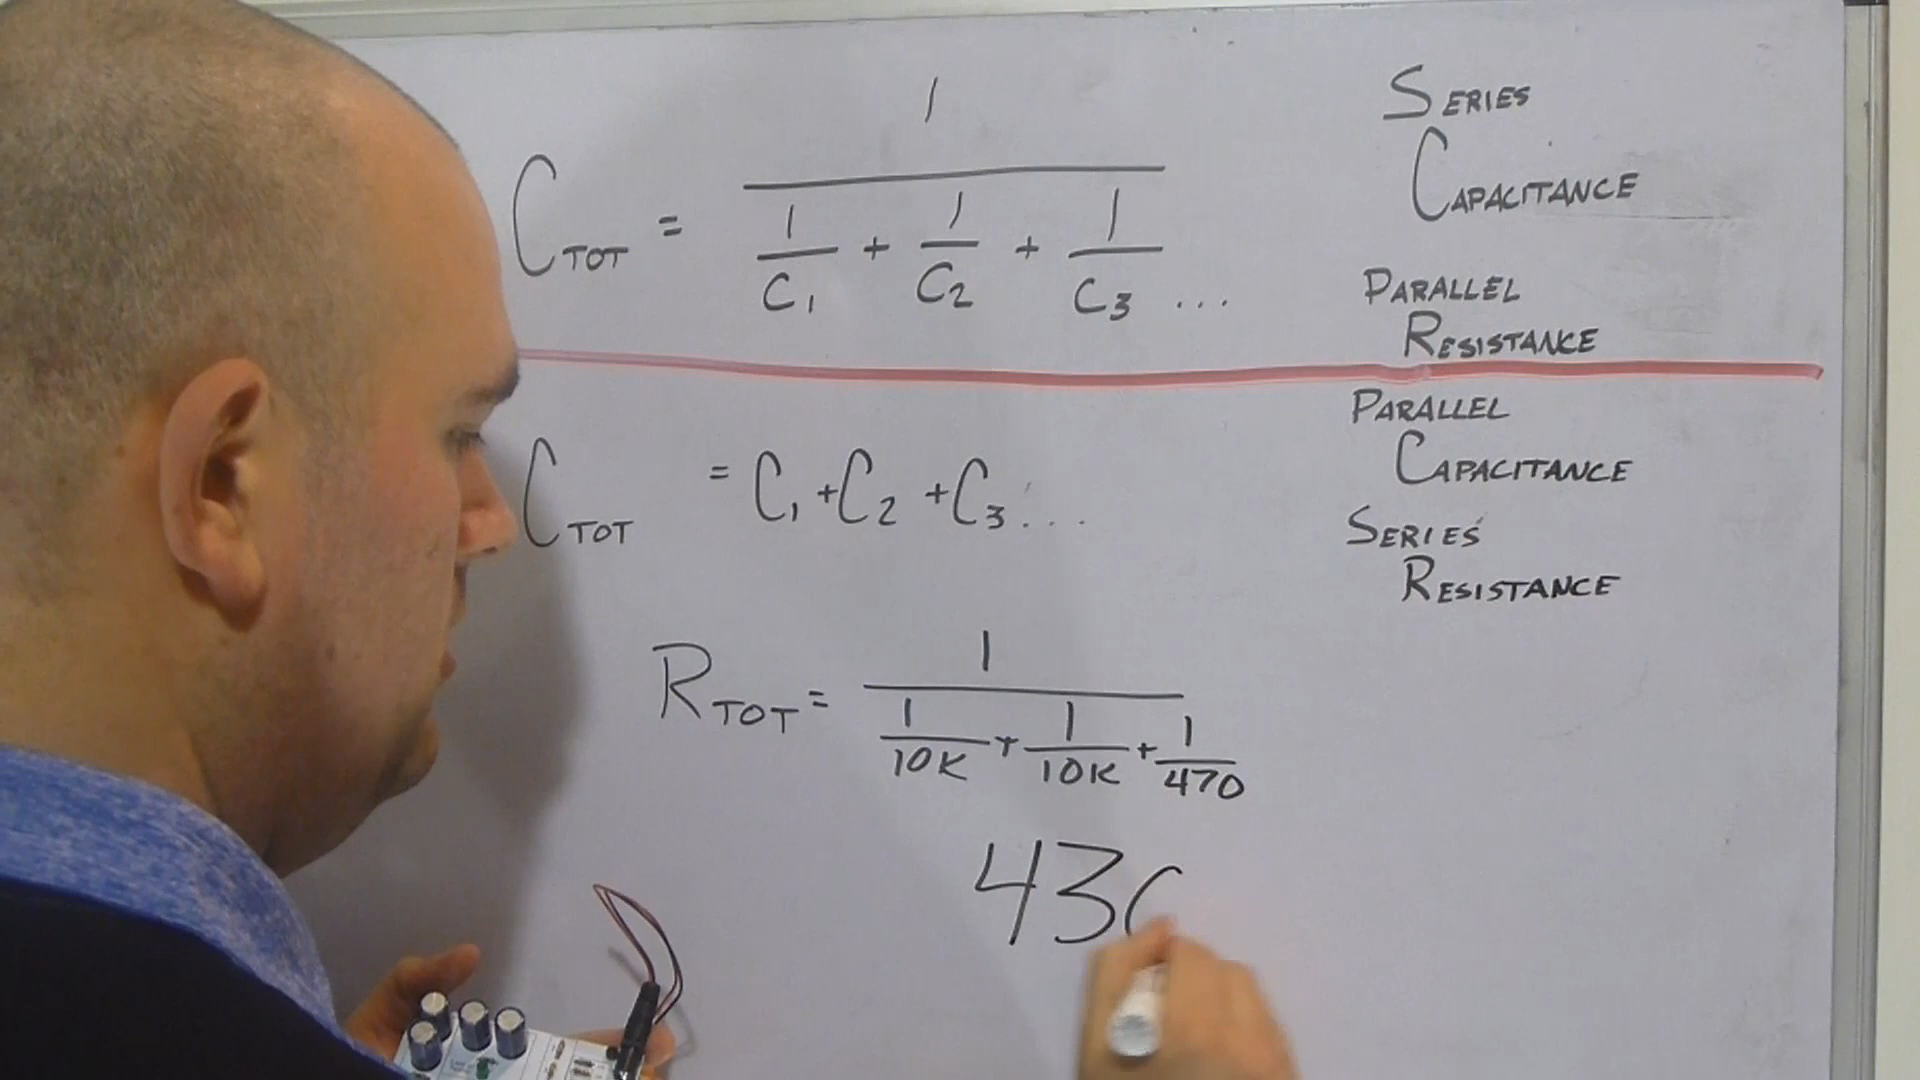 1
C TOT = 1/C1 + 1/C2 + 1/C3 ...
SERIES
CAPACITANCE
PARALLEL
RESISTANCE
C TOT = C1 + C2 + C3 ...
PARALLEL
CAPACITANCE
SERIES
RESISTANCE
1
R TOT = 1/10K + 1/10K + 1/470
43